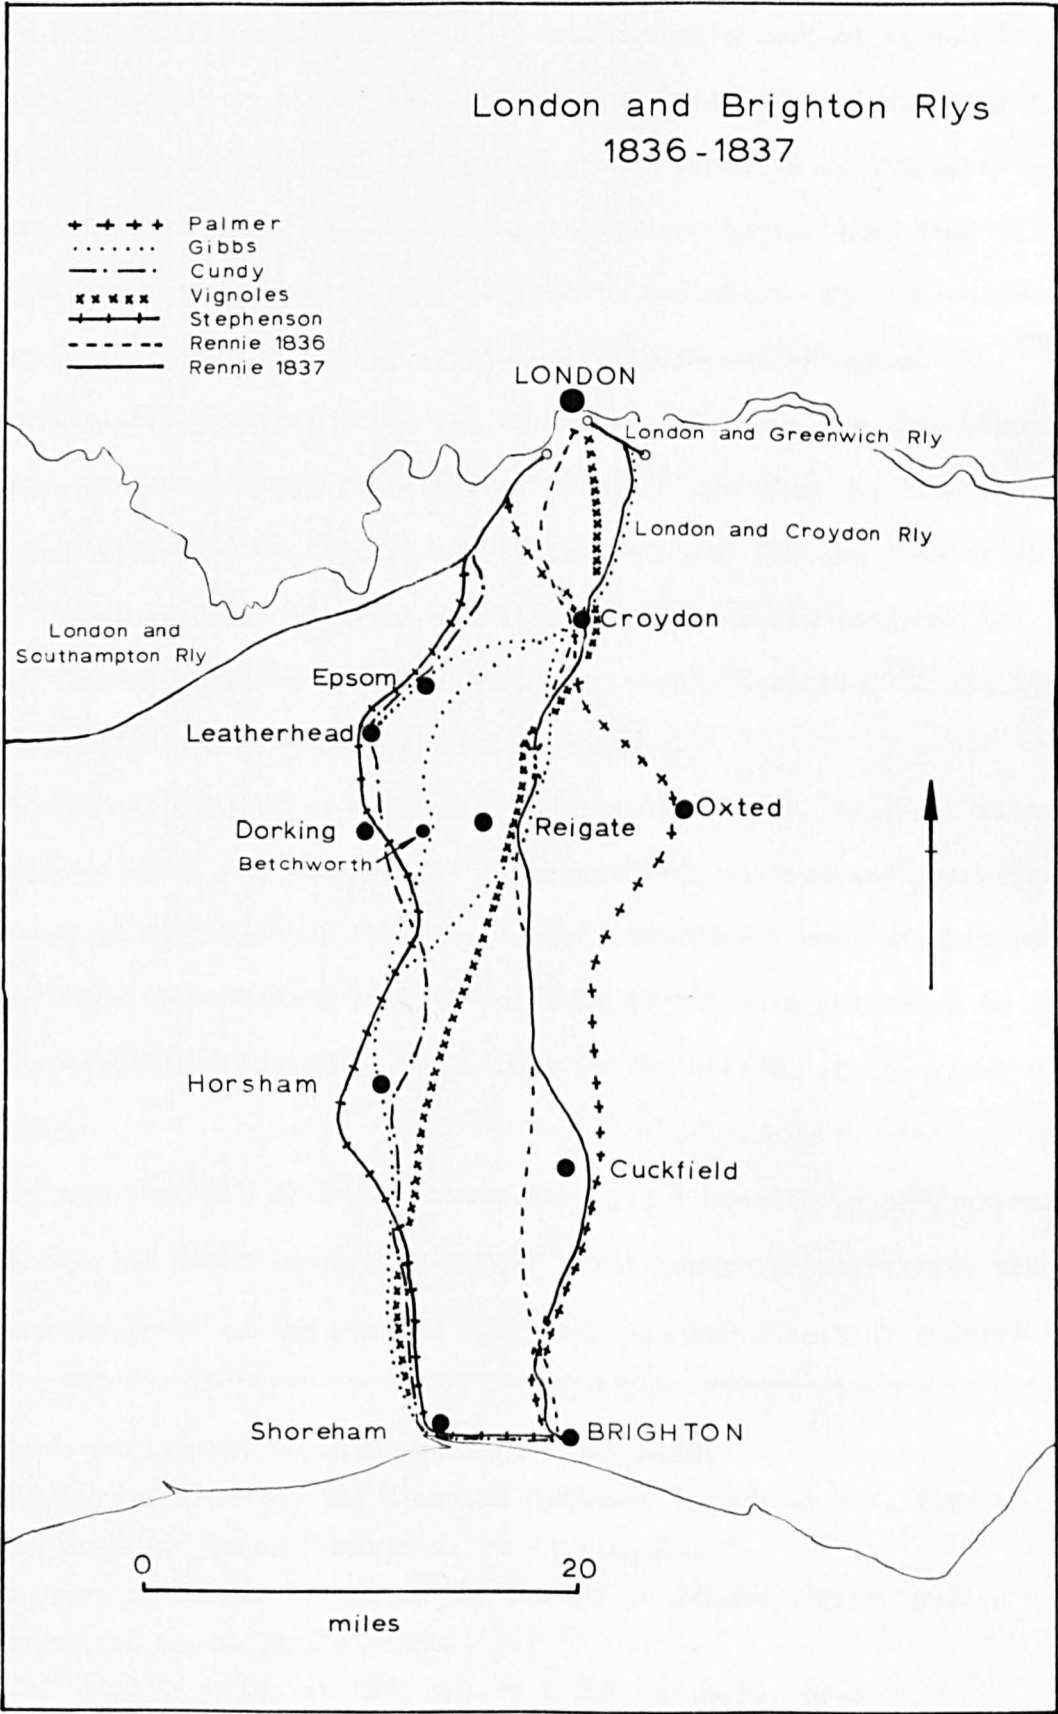 London and Brighton Rlys
1836-1837
Palmer
Gibbs
Cundy
Vignoles
Stephenson
Rennie 1836
Rennie 1837
LONDON
London and Greenwich Rly
London and Croydon Rly
Croydon
London and
Southampton Rly
Epsom
Leatherhead
Oxted
Dorking
Reigate
Betchworth
Horsham
Cuckfield
Shoreham
BRIGHTON
0
20
miles